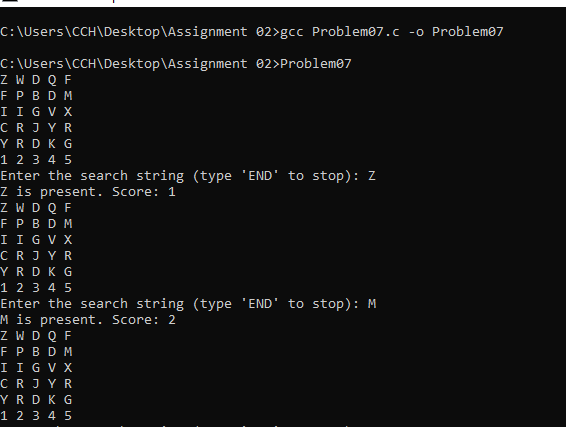 C:\Users\CCH\Desktop\Assignment 02>gcc Problem07.c -o Problem07
C:\Users\CCH\Desktop\Assignment 02>Problem07
Z W D Q F
F P B D M
I I G V X
C R J Y R
Y R D K G
1 2 3 4 5
Enter the search string (type 'END' to stop): Z
Z is present. Score: 1
Z W D Q F
F P B D M
I I G V X
C R J Y R
Y R D K G
1 2 3 4 5
Enter the search string (type 'END' to stop): M
M is present. Score: 2
Z W D Q F
F P B D M
I I G V X
C R J Y R
Y R D K G
1 2 3 4 5